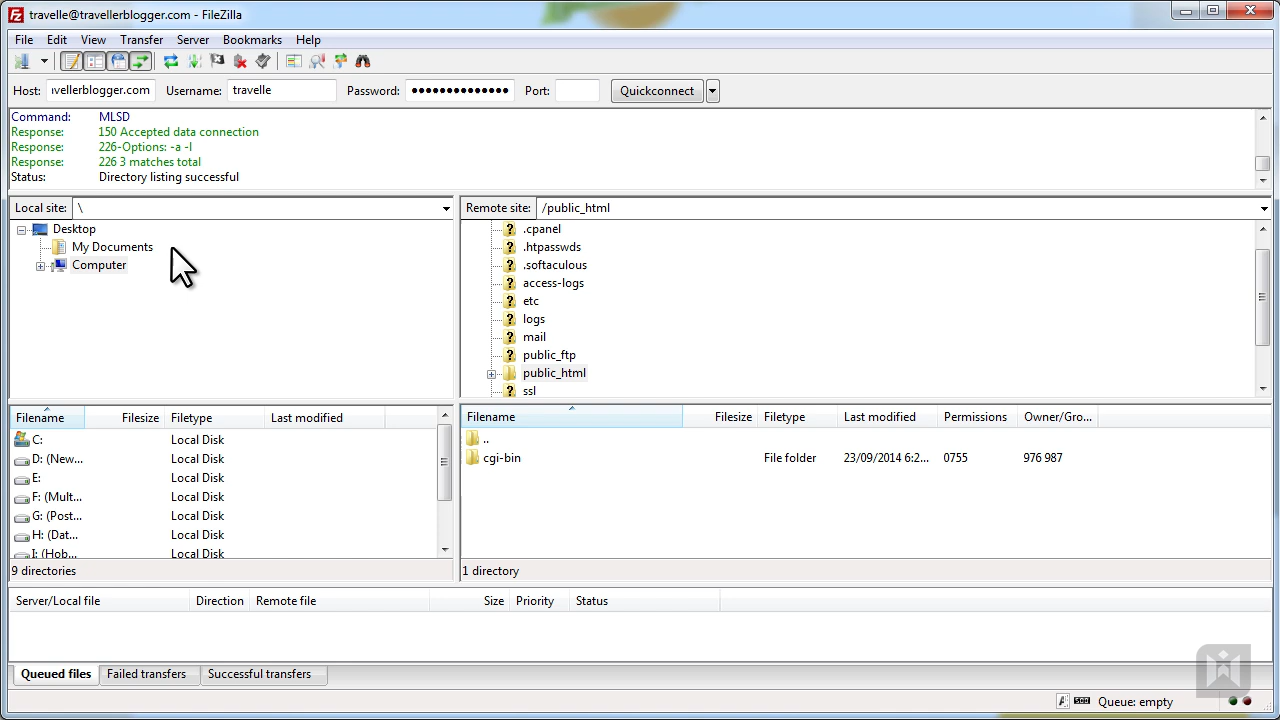 travelle@travellerblogger.com - FileZilla
File Edit View Transfer Server Bookmarks Help
Host: vellerblogger.com Username: travelle Password: ●●●●●●●●●●●●●● Port: Quickconnect
Command: MLSD
Response: 150 Accepted data connection
Response: 226-Options: -a -l
Response: 226 3 matches total
Status: Directory listing successful
Local site: \
Remote site: /public_html
Desktop
My Documents
Computer
.cpanel
.htpasswds
.softaculous
access-logs
etc
logs
mail
public_ftp
public_html
ssl
Filename Filesize Filetype Last modified
C: Local Disk
D: (New... Local Disk
E: Local Disk
F: (Mult... Local Disk
G: (Post... Local Disk
H: (Dat... Local Disk
I: (Hob... Local Disk
9 directories
Filename Filesize Filetype Last modified Permissions Owner/Gro...
..
cgi-bin File folder 23/09/2014 6:2... 0755 976 987
1 directory
Server/Local file Direction Remote file Size Priority Status
Queued files Failed transfers Successful transfers
Queue: empty